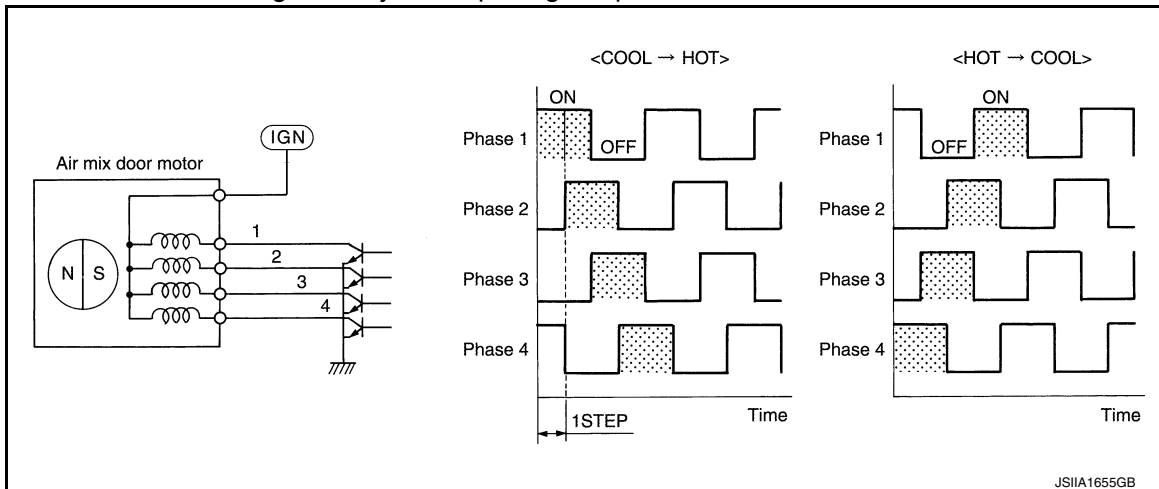 <COOL → HOT>
<HOT → COOL>
IGN
Air mix door motor
N S
1
2
3
4
ON
OFF
Phase 1
Phase 2
Phase 3
Phase 4
Time
1STEP
ON
OFF
Phase 1
Phase 2
Phase 3
Phase 4
Time
JSIIA1655GB